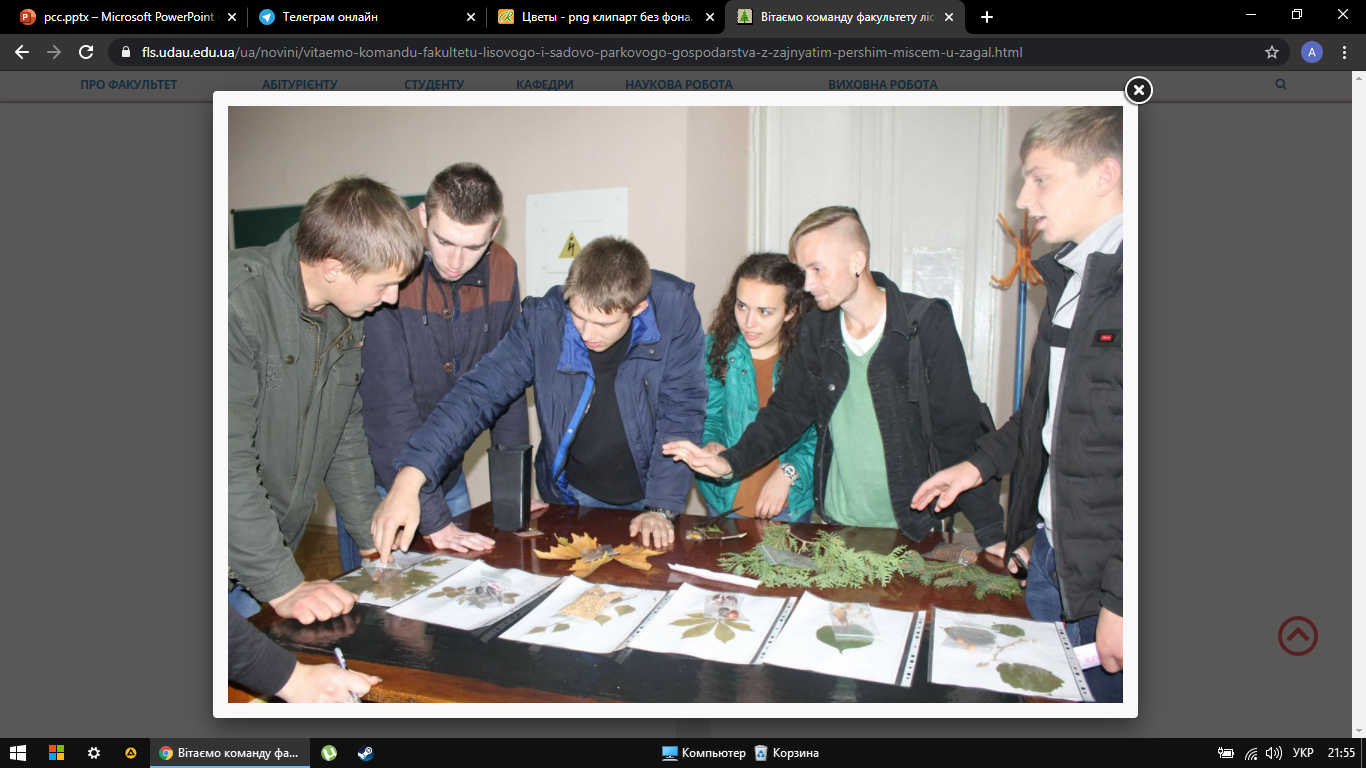 pcc.pptx – Microsoft PowerPoint
Телеграм онлайн
Цветы - png клипарт без фона.
Вітаємо команду факультету ліс
fls.udau.edu.ua/ua/novini/vitaemo-komandu-fakultetu-lisovogo-i-sadovo-parkovogo-gospodarstva-z-zajnyatim-pershim-miscem-u-zagal.html
A
ПРО ФАКУЛЬТЕТ АБІТУРІЄНТУ СТУДЕНТУ КАФЕДРИ НАУКОВА РОБОТА ВИХОВНА РОБОТА
Вітаємо команду фа...
Компьютер
Корзина
УКР
21:55